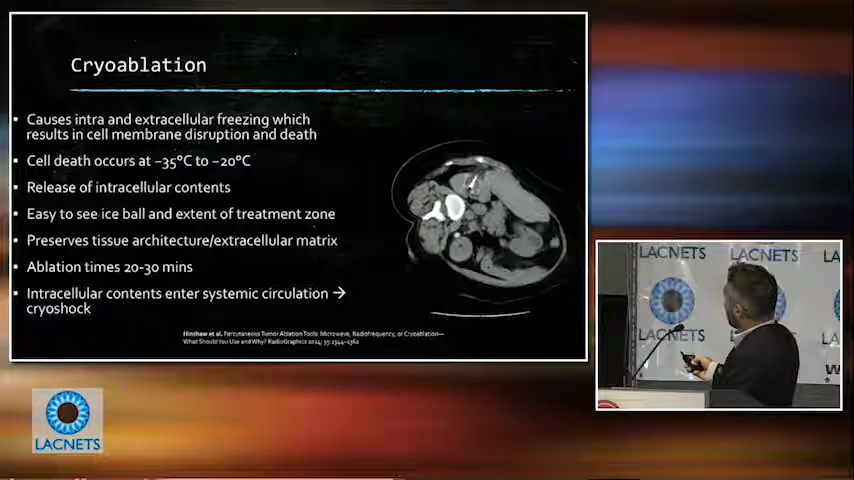 Cryoablation
▪ Causes intra and extracellular freezing which
results in cell membrane disruption and death
▪ Cell death occurs at −35°C to −20°C
▪ Release of intracellular contents
▪ Easy to see ice ball and extent of treatment zone
▪ Preserves tissue architecture/extracellular matrix
▪ Ablation times 20-30 mins
▪ Intracellular contents enter systemic circulation →
cryoshock
Hinshaw et al. Percutaneous Tumor Ablation Tools: Microwave, Radiofrequency, or Cryoablation—
What Should You Use and Why? RadioGraphics 2014;
LACNETS
LACNETS
LA
LACNETS
LACNETS
LA
LACNETS